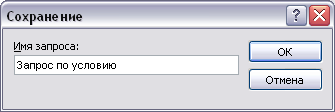 Сохранение
Имя запроса:
OK
Запрос по условию
Отмена